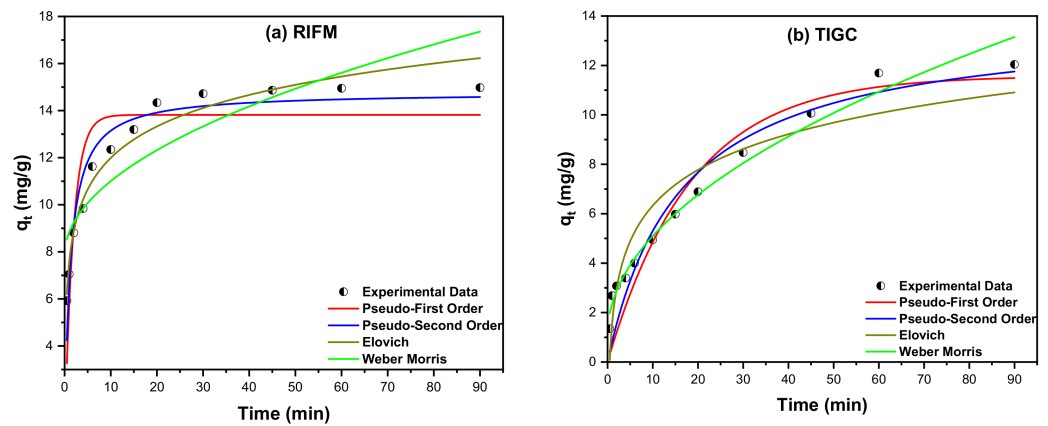 (a) RIFM
18
16
14
12
10
8
6
4
qt (mg/g)
Experimental Data
Pseudo-First Order
Pseudo-Second Order
Elovich
Weber Morris
0 10 20 30 40 50 60 70 80 90
Time (min)
(b) TIGC
14
12
10
8
6
4
2
0
qt (mg/g)
Experimental Data
Pseudo-First Order
Pseudo-Second Order
Elovich
Weber Morris
0 10 20 30 40 50 60 70 80 90
Time (min)